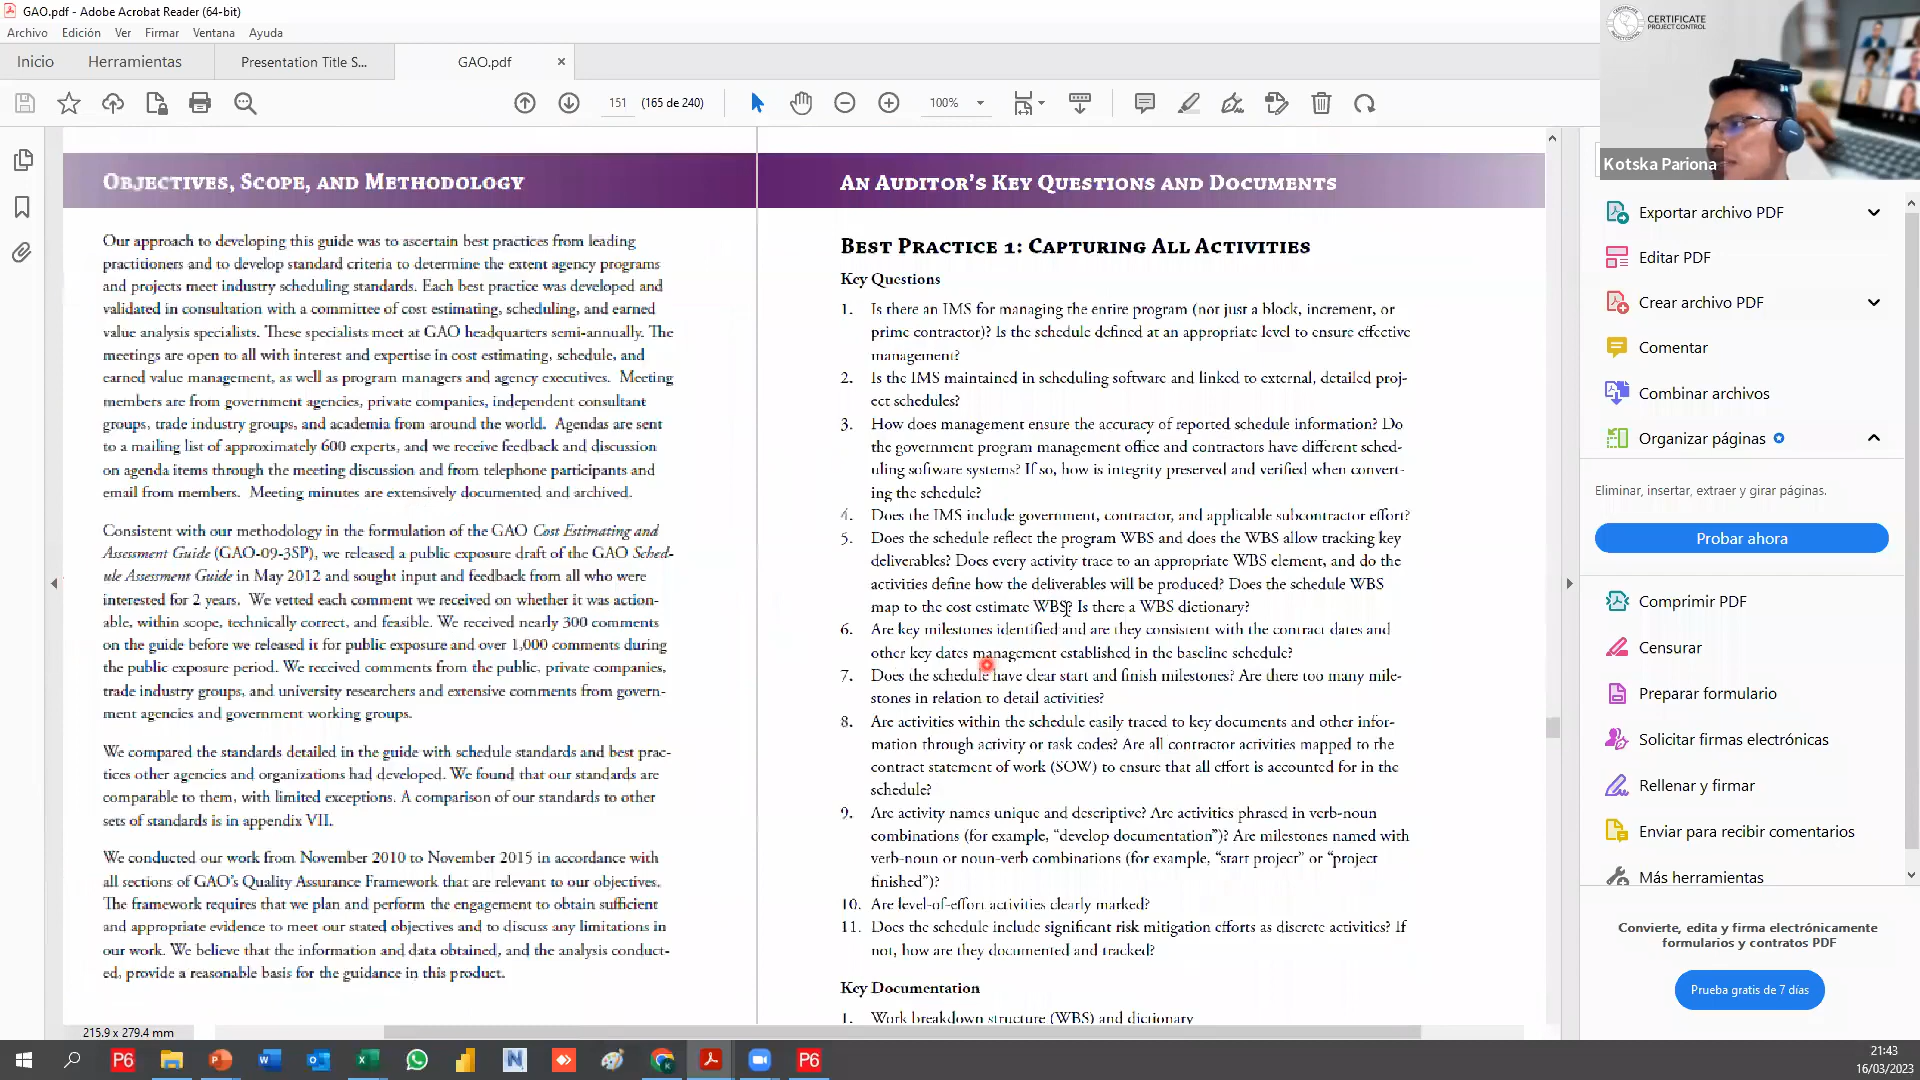 GAO.pdf - Adobe Acrobat Reader (64-bit)
Archivo Edición Ver Firmar Ventana Ayuda
Inicio Herramientas Presentation Title S... GAO.pdf
151 (165 de 240) 100%
OBJECTIVES, SCOPE, AND METHODOLOGY
Our approach to developing this guide was to ascertain best practices from leading
practitioners and to develop standard criteria to determine the extent agency programs
and projects meet industry scheduling standards. Each best practice was developed and
validated in consultation with a committee of cost estimating, scheduling, and earned
value analysis specialists. These specialists meet at GAO headquarters semi-annually. The
meetings are open to all with interest and expertise in cost estimating, schedule, and
earned value management, as well as program managers and agency executives. Meeting
members are from government agencies, private companies, independent consultant
groups, trade industry groups, and academia from around the world. Agendas are sent
to a mailing list of approximately 600 experts, and we receive feedback and discussion
on agenda items through the meeting discussion and from telephone participants and
email from members. Meeting minutes are extensively documented and archived.
Consistent with our methodology in the formulation of the GAO Cost Estimating and
Assessment Guide (GAO-09-3SP), we released a public exposure draft of the GAO Sched-
ule Assessment Guide in May 2012 and sought input and feedback from all who were
interested for 2 years. We vetted each comment we received on whether it was action-
able, within scope, technically correct, and feasible. We received nearly 300 comments
on the guide before we released it for public exposure and over 1,000 comments during
the public exposure period. We received comments from the public, private companies,
trade industry groups, and university researchers and extensive comments from govern-
ment agencies and government working groups.
We compared the standards detailed in the guide with schedule standards and best prac-
tices other agencies and organizations had developed. We found that our standards are
comparable to them, with limited exceptions. A comparison of our standards to other
sets of standards is in appendix VII.
We conducted our work from November 2010 to November 2015 in accordance with
all sections of GAO's Quality Assurance Framework that are relevant to our objectives.
The framework requires that we plan and perform the engagement to obtain sufficient
and appropriate evidence to meet our stated objectives and to discuss any limitations in
our work. We believe that the information and data obtained, and the analysis conduct-
ed, provide a reasonable basis for the guidance in this product.
215.9 x 279.4 mm
AN AUDITOR'S KEY QUESTIONS AND DOCUMENTS
BEST PRACTICE 1: CAPTURING ALL ACTIVITIES
Key Questions
1. Is there an IMS for managing the entire program (not just a block, increment, or
prime contractor)? Is the schedule defined at an appropriate level to ensure effective
management?
2. Is the IMS maintained in scheduling software and linked to external, detailed proj-
ect schedules?
3. How does management ensure the accuracy of reported schedule information? Do
the government program management office and contractors have different sched-
uling software systems? If so, how is integrity preserved and verified when convert-
ing the schedule?
4. Does the IMS include government, contractor, and applicable subcontractor effort?
5. Does the schedule reflect the program WBS and does the WBS allow tracking key
deliverables? Does every activity trace to an appropriate WBS element, and do the
activities define how the deliverables will be produced? Does the schedule WBS
map to the cost estimate WBS? Is there a WBS dictionary?
6. Are key milestones identified and are they consistent with the contract dates and
other key dates management established in the baseline schedule?
7. Does the schedule have clear start and finish milestones? Are there too many mile-
stones in relation to detail activities?
8. Are activities within the schedule easily traced to key documents and other infor-
mation through activity or task codes? Are all contractor activities mapped to the
contract statement of work (SOW) to ensure that all effort is accounted for in the
schedule?
9. Are activity names unique and descriptive? Are activities phrased in verb-noun
combinations (for example, “develop documentation”)? Are milestones named with
verb-noun or noun-verb combinations (for example, “start project” or “project
finished”)?
10. Are level-of-effort activities clearly marked?
11. Does the schedule include significant risk mitigation efforts as discrete activities? If
not, how are they documented and tracked?
Key Documentation
1. Work breakdown structure (WBS) and dictionary
CERTIFICATE
PROJECT CONTROL
Kotska Pariona
Exportar archivo PDF
Editar PDF
Crear archivo PDF
Comentar
Combinar archivos
Organizar páginas
Eliminar, insertar, extraer y girar páginas.
Probar ahora
Comprimir PDF
Censurar
Preparar formulario
Solicitar firmas electrónicas
Rellenar y firmar
Enviar para recibir comentarios
Más herramientas
Convierte, edita y firma electrónicamente
formularios y contratos PDF
Prueba gratis de 7 días
P6 P6
21:43
16/03/2023